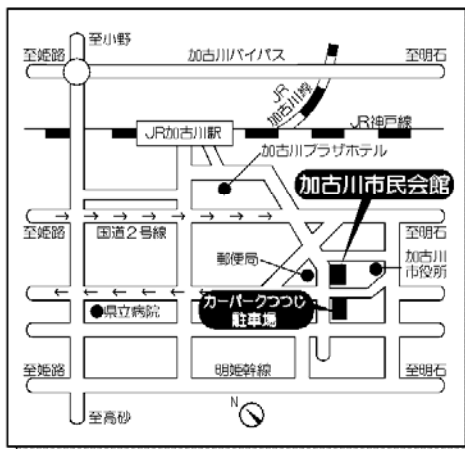 至小野
至姫路
加古川バイパス
至明石
JR
加古川線
JR神戸線
JR加古川駅
加古川プラザホテル
加古川市民会館
至姫路
国道2号線
至明石
郵便局
加古川
市役所
カーパークつつじ
駐車場
県立病院
至姫路
明姫幹線
至明石
至高砂
N